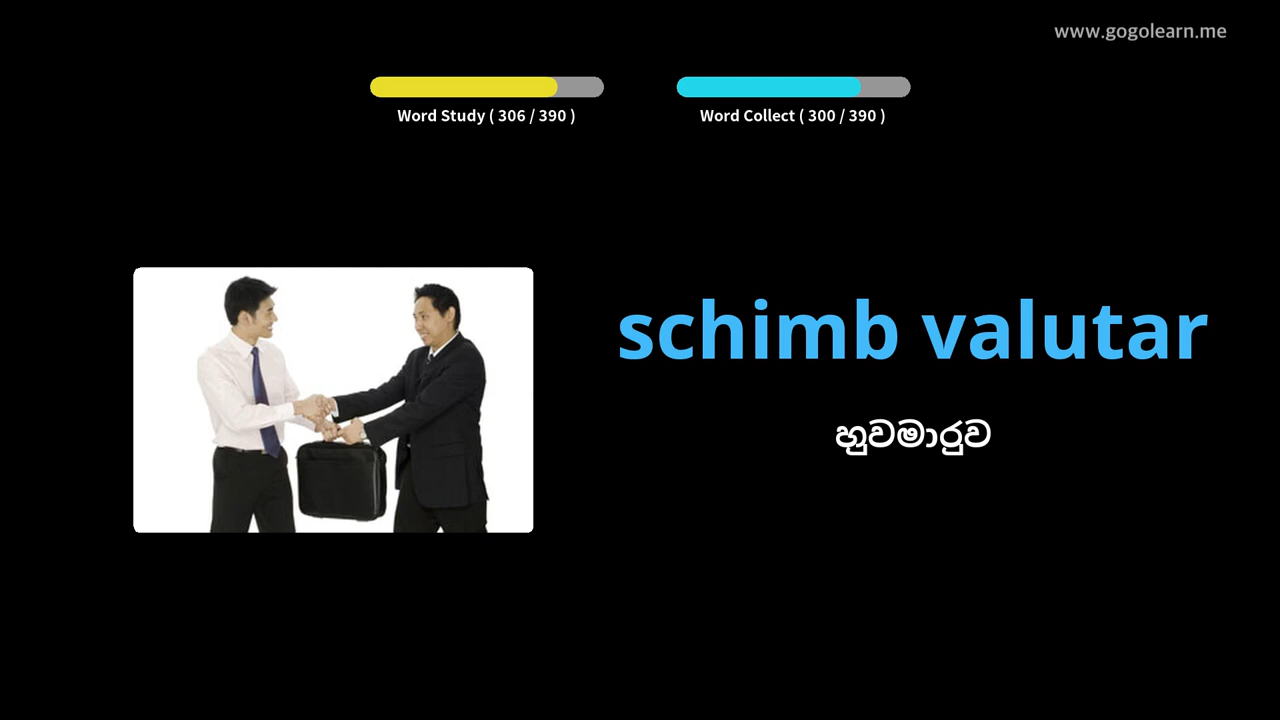 www.gogolearn.me
Word Study ( 306 / 390 )
Word Collect ( 300 / 390 )
schimb valutar
හුවමාරුව